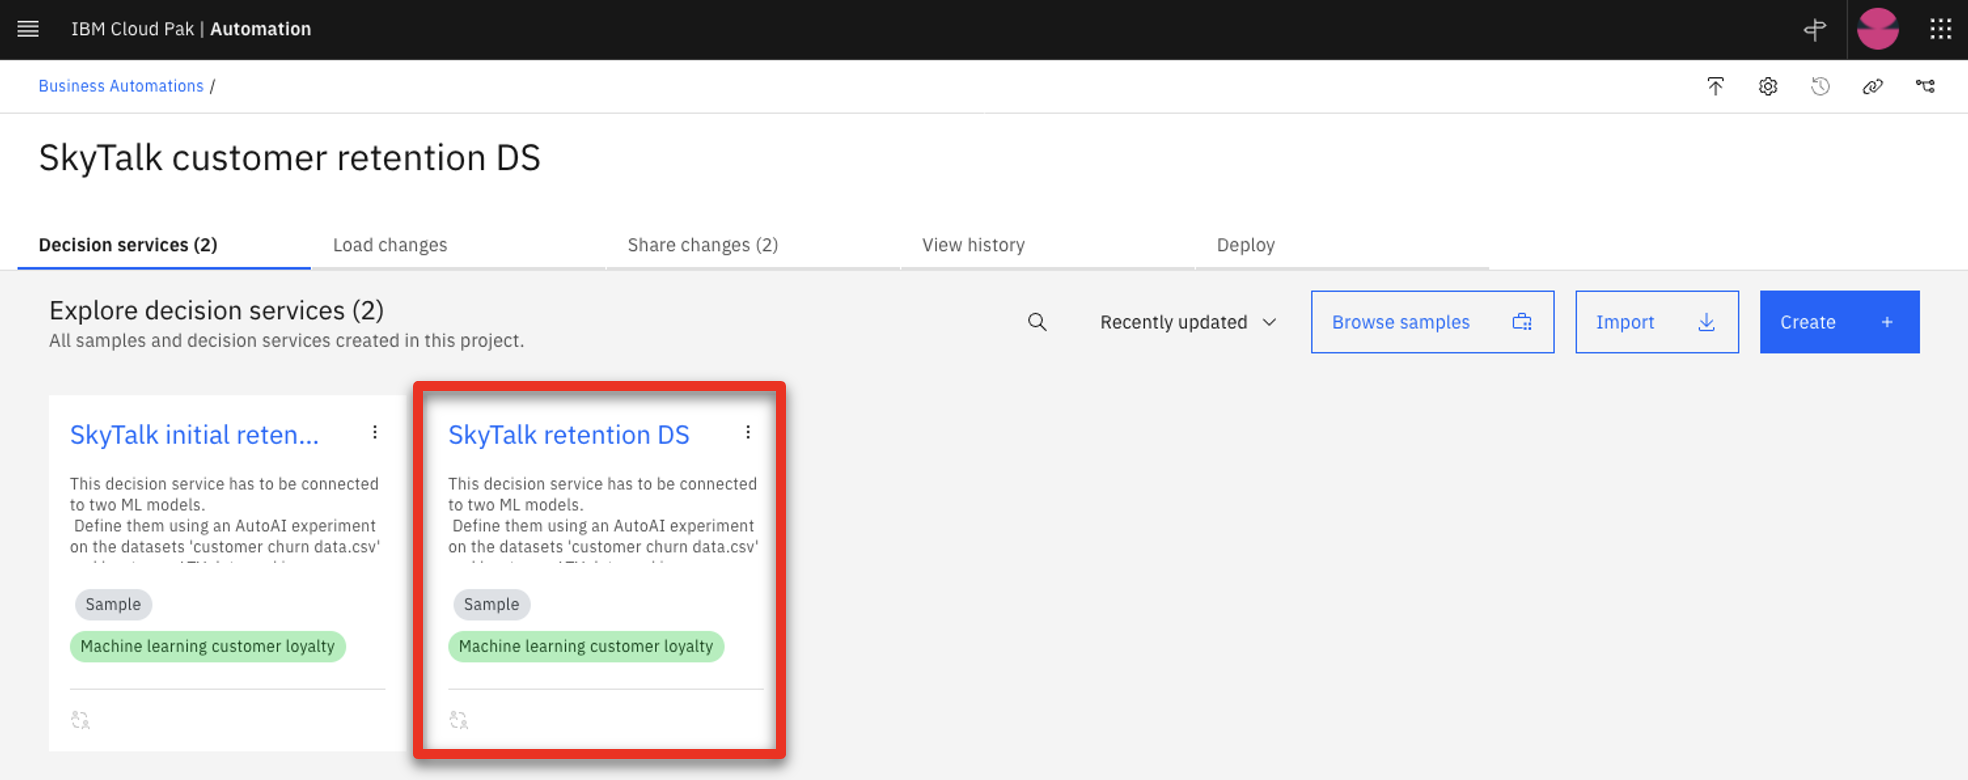 IBM Cloud Pak | Automation
Business Automations /
SkyTalk customer retention DS
Decision services (2)
Load changes
Share changes (2)
View history
Deploy
Explore decision services (2)
All samples and decision services created in this project.
Recently updated
Browse samples
Import
Create +
SkyTalk initial reten...
This decision service has to be connected
to two ML models.
Define them using an AutoAI experiment
on the datasets 'customer churn data.csv'
Sample
Machine learning customer loyalty
SkyTalk retention DS
This decision service has to be connected
to two ML models.
Define them using an AutoAI experiment
on the datasets 'customer churn data.csv'
Sample
Machine learning customer loyalty